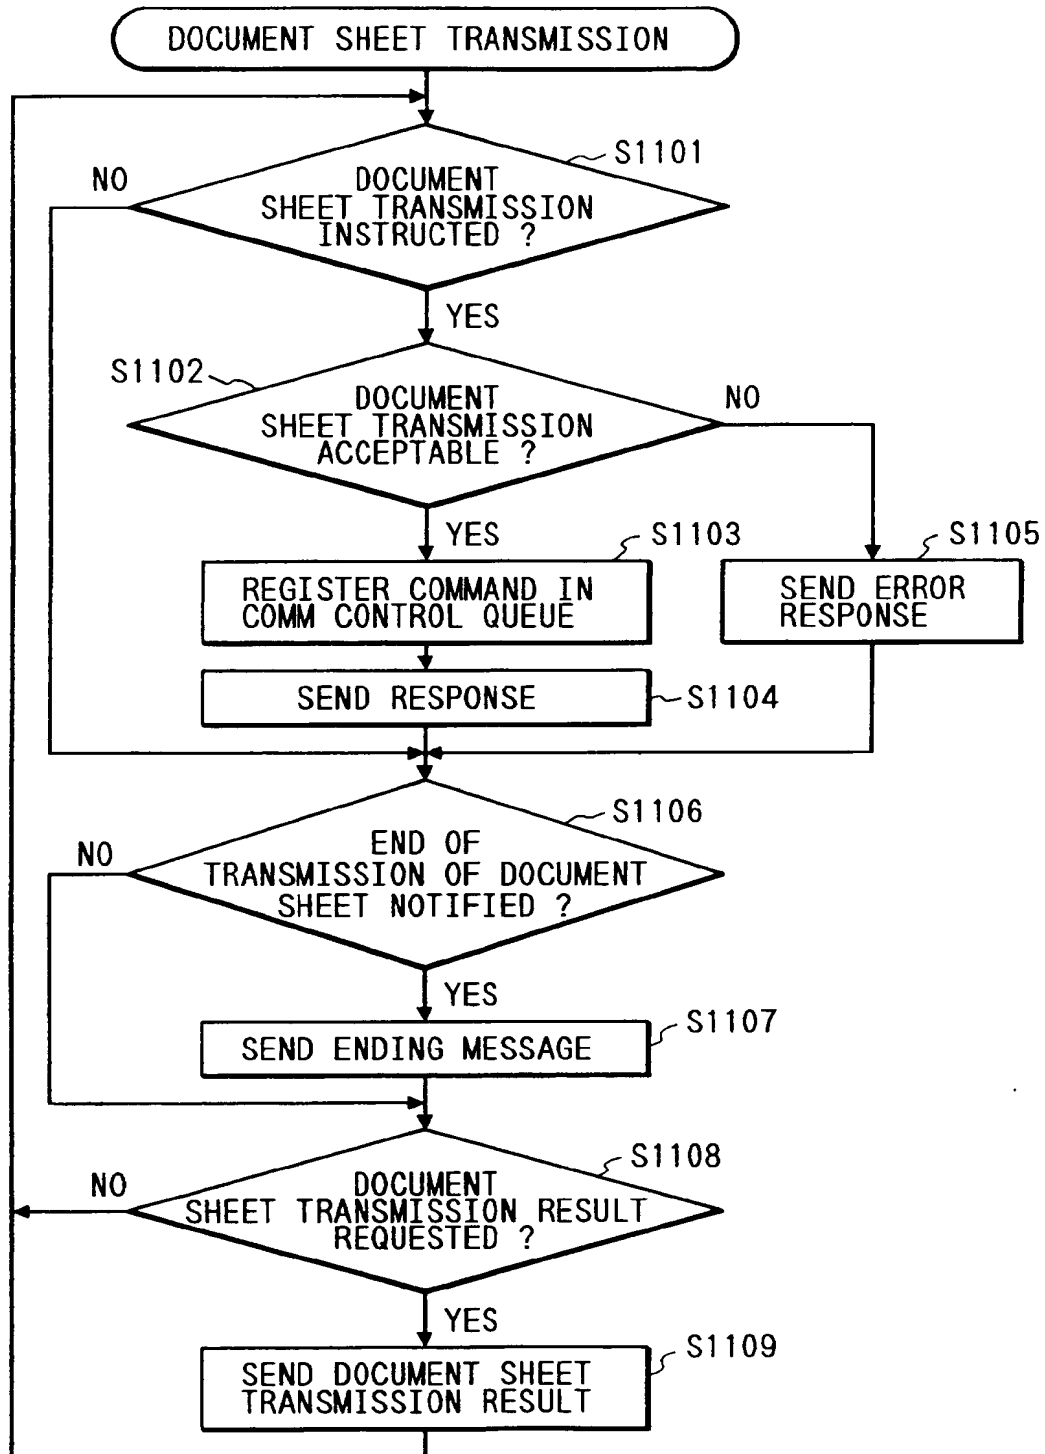 DOCUMENT SHEET TRANSMISSION
S1101
NO
DOCUMENT
SHEET TRANSMISSION
INSTRUCTED ?
YES
S1102
DOCUMENT
SHEET TRANSMISSION
ACCEPTABLE ?
NO
YES
S1103
S1105
REGISTER COMMAND IN
COMM CONTROL QUEUE
SEND ERROR
RESPONSE
SEND RESPONSE
S1104
S1106
NO
END OF
TRANSMISSION OF DOCUMENT
SHEET NOTIFIED ?
YES
S1107
SEND ENDING MESSAGE
S1108
NO
DOCUMENT
SHEET TRANSMISSION RESULT
REQUESTED ?
YES
S1109
SEND DOCUMENT SHEET
TRANSMISSION RESULT